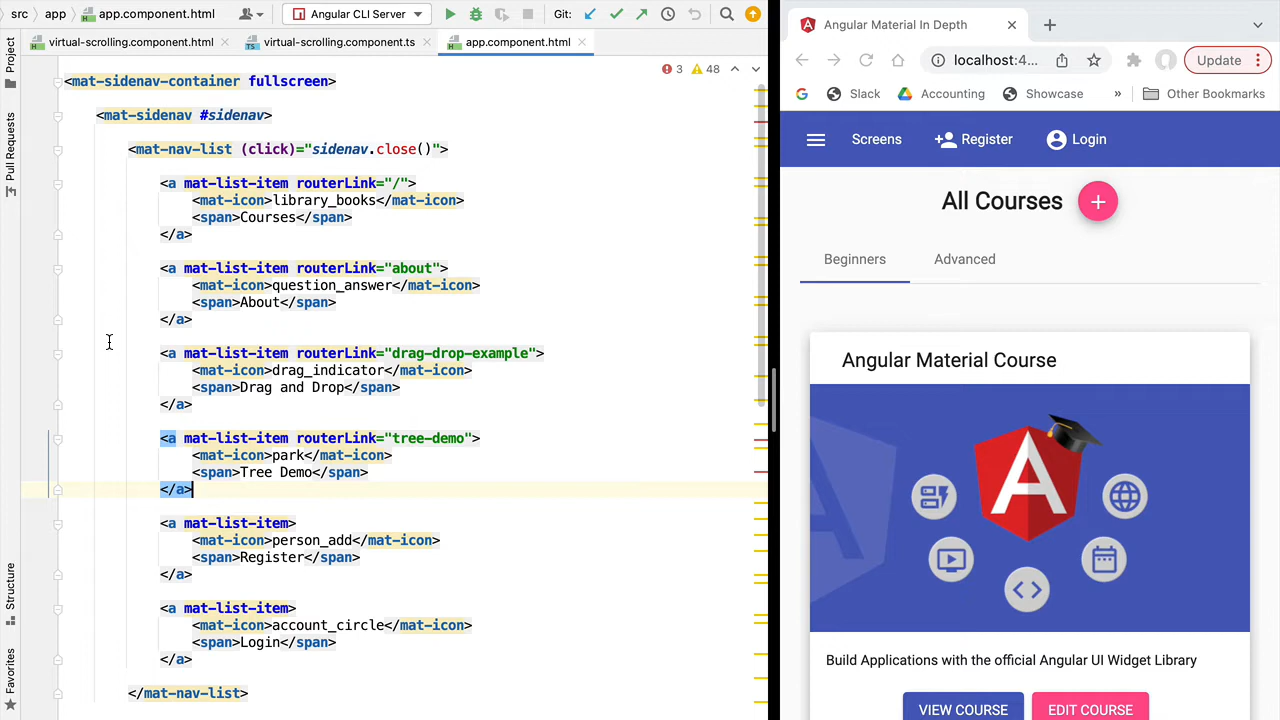 src
app
app.component.html
Angular CLI Server
Git:
virtual-scrolling.component.html
virtual-scrolling.component.ts
app.component.html
Project
Pull Requests
Structure
Favorites
3
48
<mat-sidenav-container fullscreen>
<mat-sidenav #sidenav>
<mat-nav-list (click)="sidenav.close()">
<a mat-list-item routerLink="/">
<mat-icon>library_books</mat-icon>
<span>Courses</span>
</a>
<a mat-list-item routerLink="about">
<mat-icon>question_answer</mat-icon>
<span>About</span>
</a>
<a mat-list-item routerLink="drag-drop-example">
<mat-icon>drag_indicator</mat-icon>
<span>Drag and Drop</span>
</a>
<a mat-list-item routerLink="tree-demo">
<mat-icon>park</mat-icon>
<span>Tree Demo</span>
</a>
<a mat-list-item>
<mat-icon>person_add</mat-icon>
<span>Register</span>
</a>
<a mat-list-item>
<mat-icon>account_circle</mat-icon>
<span>Login</span>
</a>
</mat-nav-list>
Angular Material In Depth
localhost:4...
Update
Slack
Accounting
Showcase
»
Other Bookmarks
Screens
Register
Login
All Courses
+
Beginners
Advanced
Angular Material Course
A
Build Applications with the official Angular UI Widget Library
VIEW COURSE
EDIT COURSE